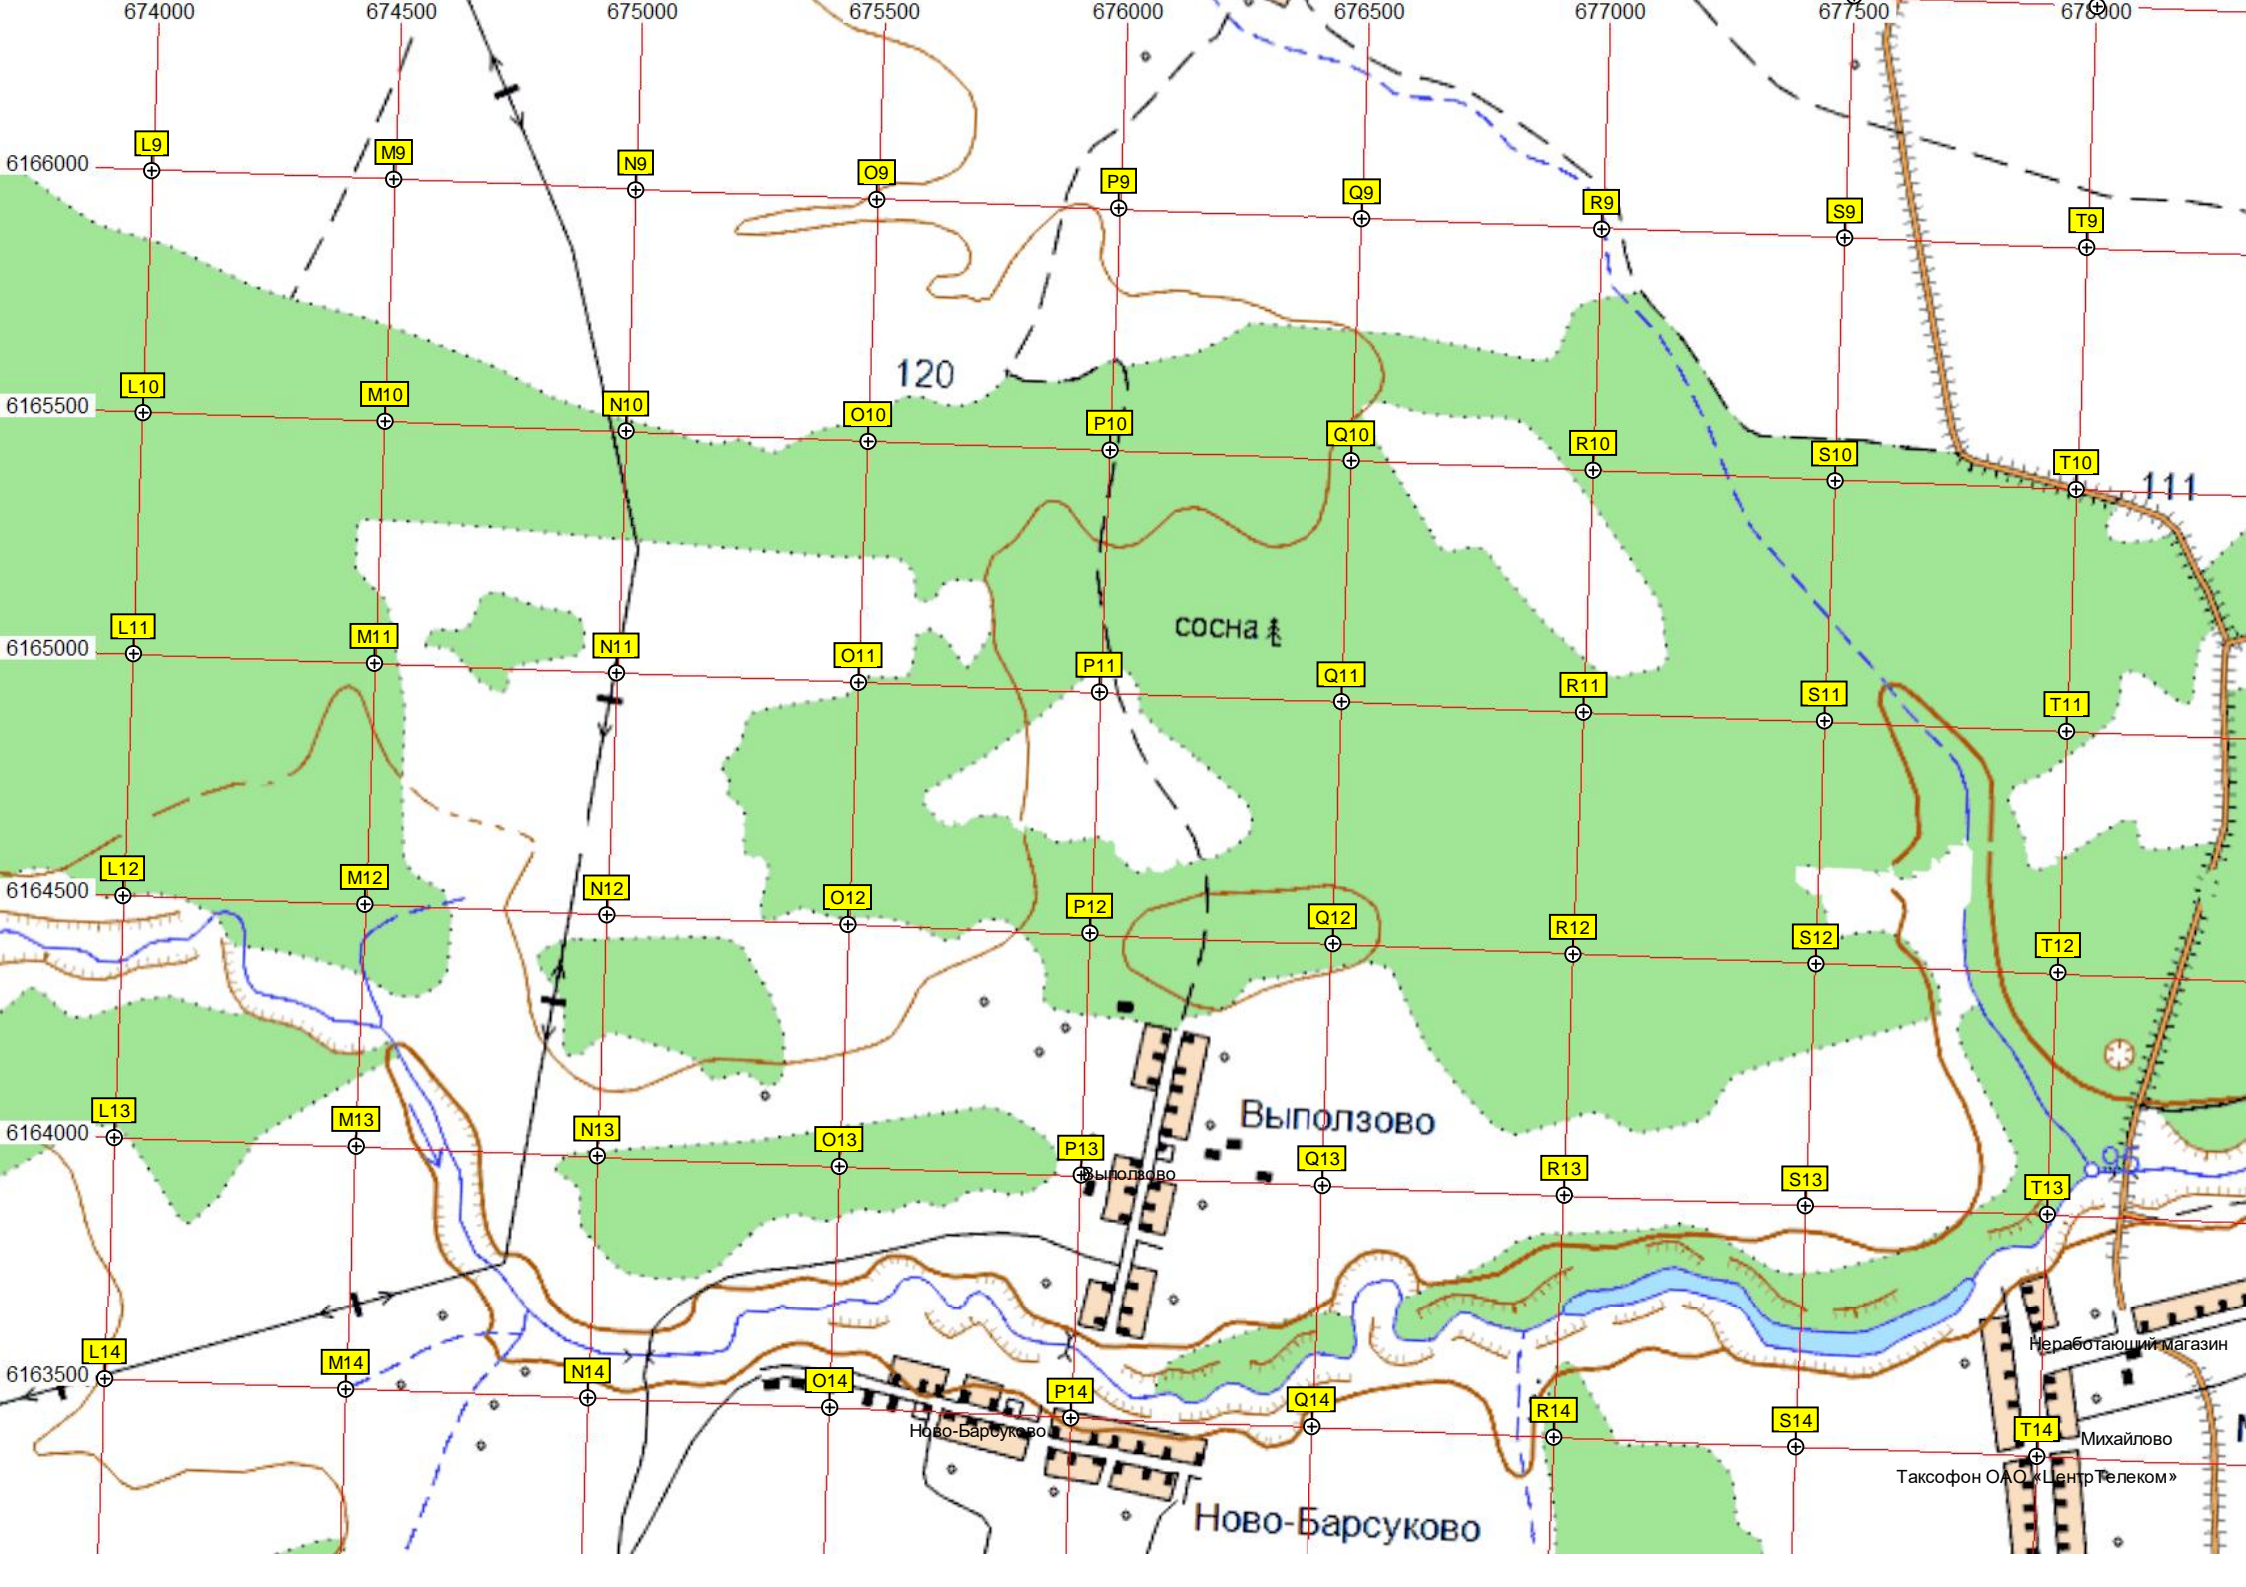 674000 674500 675000 675500 676000 676500 677000 677500 678000
L9 M9 N9 O9 P9 Q9 R9 S9 T9
6166000
120
L10 M10 N10 O10 P10 Q10 R10 S10 T10
6165500
111
сосна
L11 M11 N11 O11 P11 Q11 R11 S11 T11
6165000
L12 M12 N12 O12 P12 Q12 R12 S12 T12
6164500
Выползово
L13 M13 N13 O13 P13 Q13 R13 S13 T13
6164000
95
Выползово
Неработающий магазин
L14 M14 N14 O14 P14 Q14 R14 S14 T14
6163500
Ново-Барсуково
Михайлово
Таксофон ОАО «ЦентрТелеком»
Ново-Барсуково